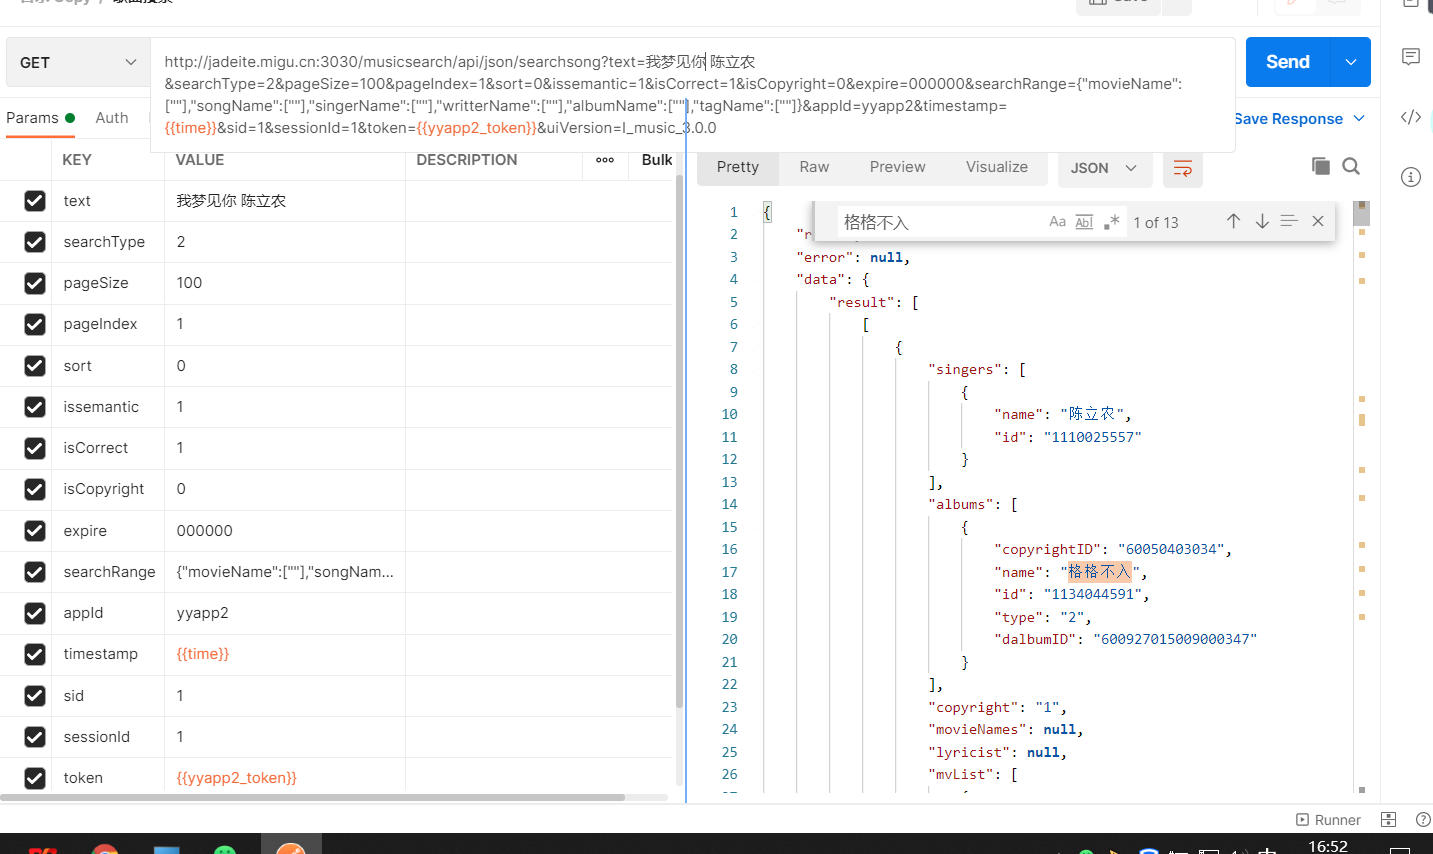 GET
http://jadeite.migu.cn:3030/musicsearch/api/json/searchsong?text=我梦见你 陈立农
&searchType=2&pageSize=100&pageIndex=1&sort=0&issemantic=1&isCorrect=1&isCopyright=0&expire=000000&searchRange={"movieName":
[""],"songName":[""],"singerName":[""],"writterName":[""],"albumName":[""],"tagName":[""]}&appId=yyapp2&timestamp=
{{time}}&sid=1&sessionId=1&token={{yyapp2_token}}&uiVersion=I_music_3.0.0
Send
Params
Auth
Save Response
KEY VALUE DESCRIPTION ooo Bulk
text 我梦见你 陈立农
searchType 2
pageSize 100
pageIndex 1
sort 0
issemantic 1
isCorrect 1
isCopyright 0
expire 000000
searchRange {"movieName":[""],"songNam...
appId yyapp2
timestamp {{time}}
sid 1
sessionId 1
token {{yyapp2_token}}
Pretty Raw Preview Visualize JSON
格格不入 Aa Abl .* 1 of 13
1 {
2 "r
3 "error": null,
4 "data": {
5 "result": [
6 [
7 {
8 "singers": [
9 {
10 "name": "陈立农",
11 "id": "1110025557"
12 }
13 ],
14 "albums": [
15 {
16 "copyrightID": "60050403034",
17 "name": "格格不入",
18 "id": "1134044591",
19 "type": "2",
20 "dalbumID": "600927015009000347"
21 }
22 ],
23 "copyright": "1",
24 "movieNames": null,
25 "lyricist": null,
26 "mvList": [
Runner
16:52